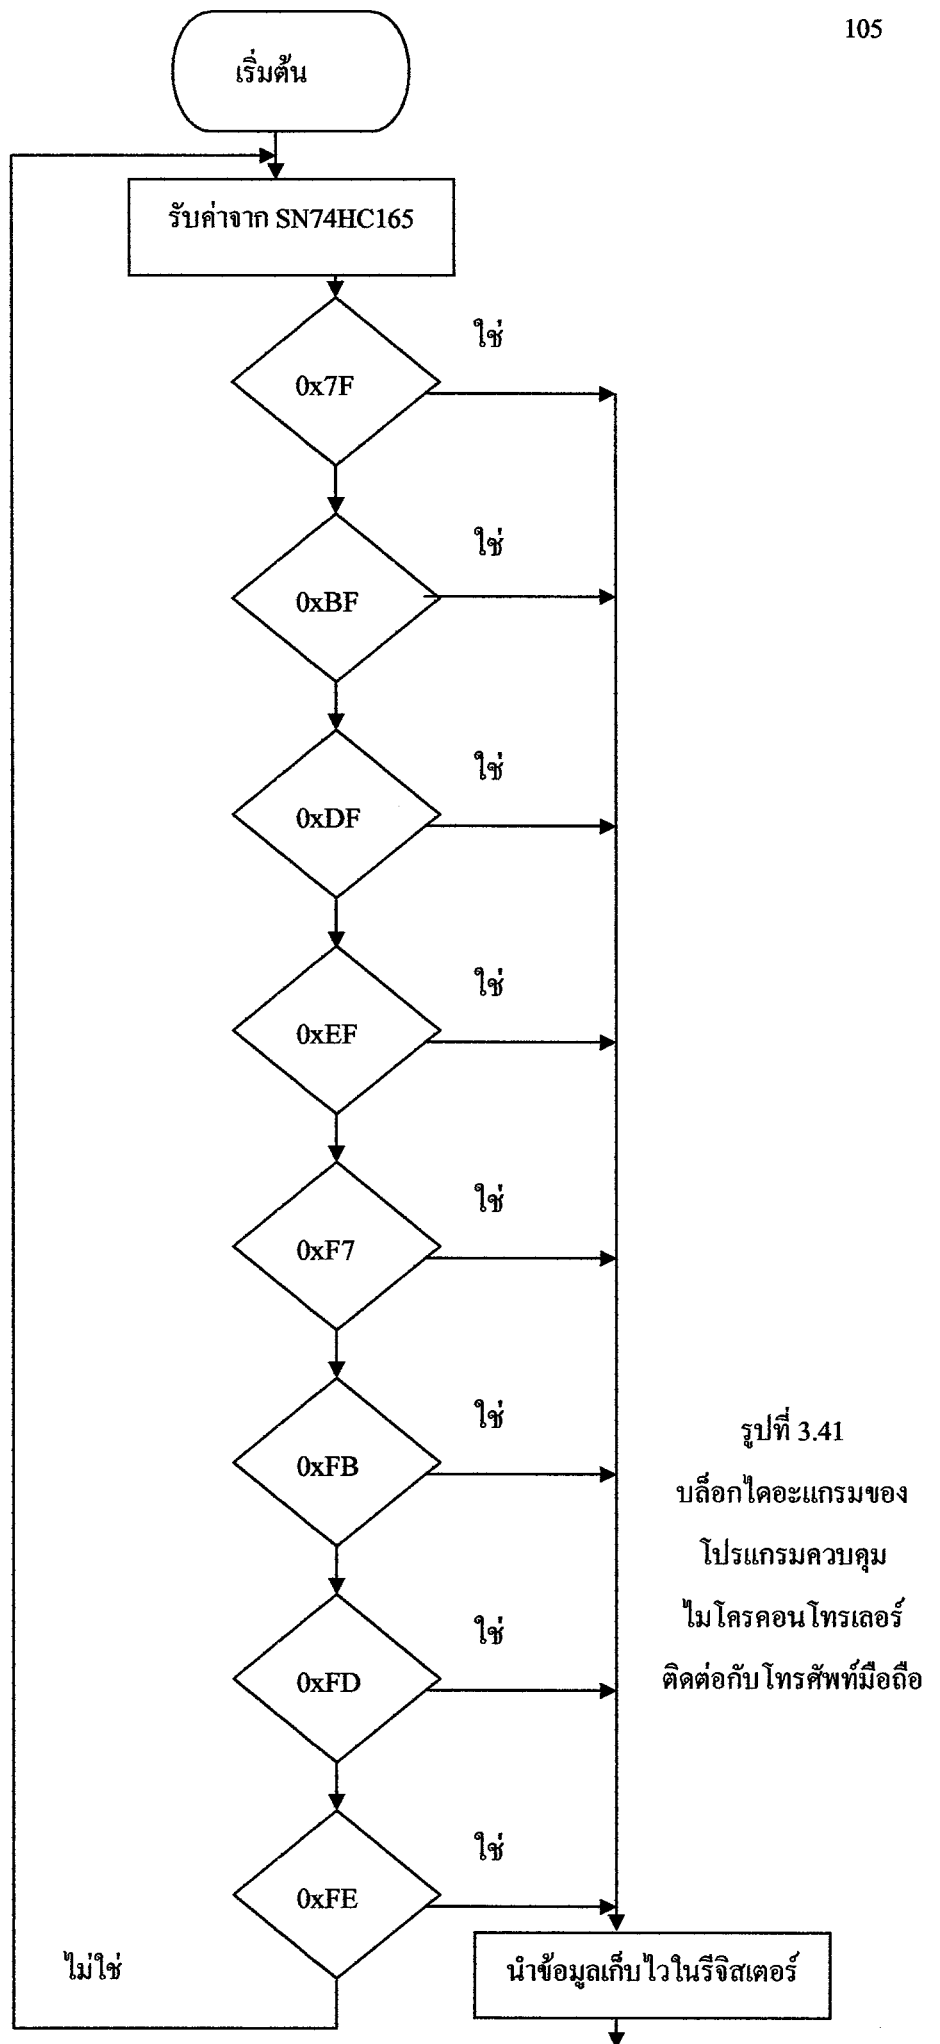 105
เริ่มต้น
รับค่าจาก SN74HC165
ใช่
0x7F
ใช่
0xBF
ใช่
0xDF
ใช่
0xEF
ใช่
0xF7
ใช่
0xFB
รูปที่ 3.41
บล็อกไดอะแกรมของ
โปรแกรมควบคุม
ไมโครคอนโทรเลอร์
ติดต่อกับโทรศัพท์มือถือ
ใช่
0xFD
ใช่
0xFE
ไม่ใช่
นำข้อมูลเก็บไวในรีจิสเตอร์